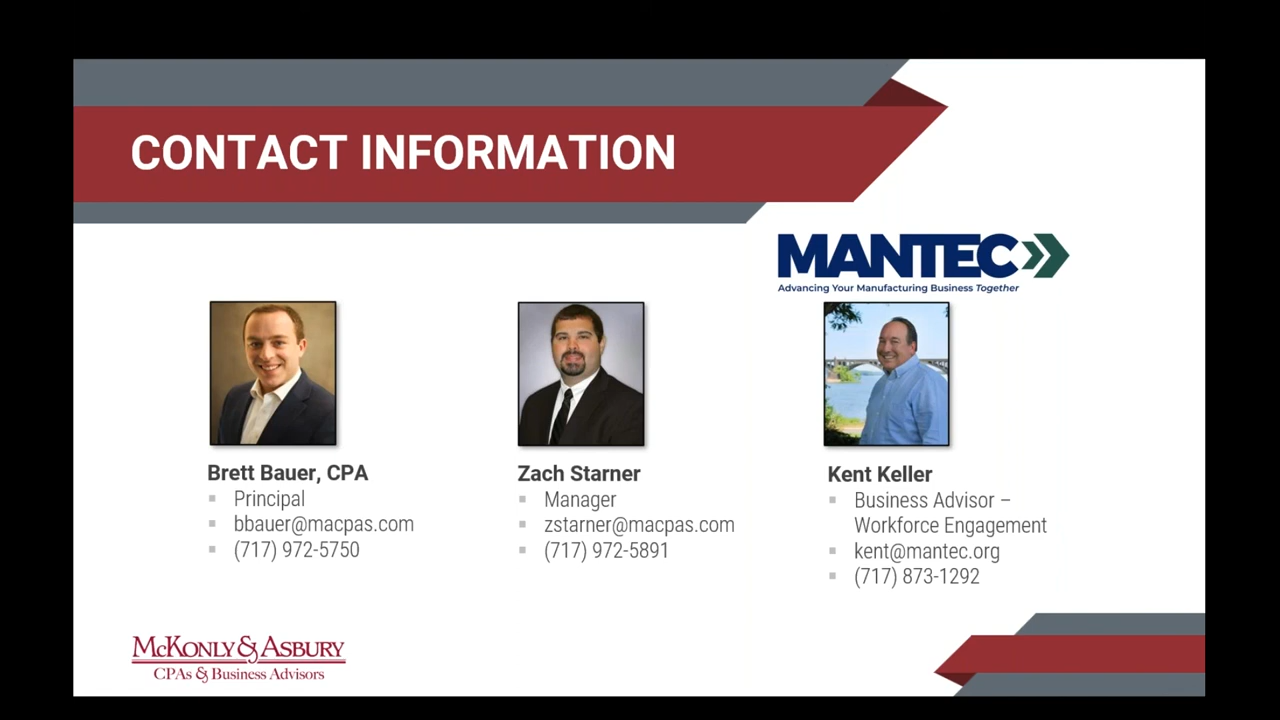 CONTACT INFORMATION
MANTEC
Advancing Your Manufacturing Business Together
Brett Bauer, CPA
Principal
bbauer@macpas.com
(717) 972-5750
Zach Starner
Manager
zstarner@macpas.com
(717) 972-5891
Kent Keller
Business Advisor –
Workforce Engagement
kent@mantec.org
(717) 873-1292
McKonly & Asbury
CPAs & Business Advisors